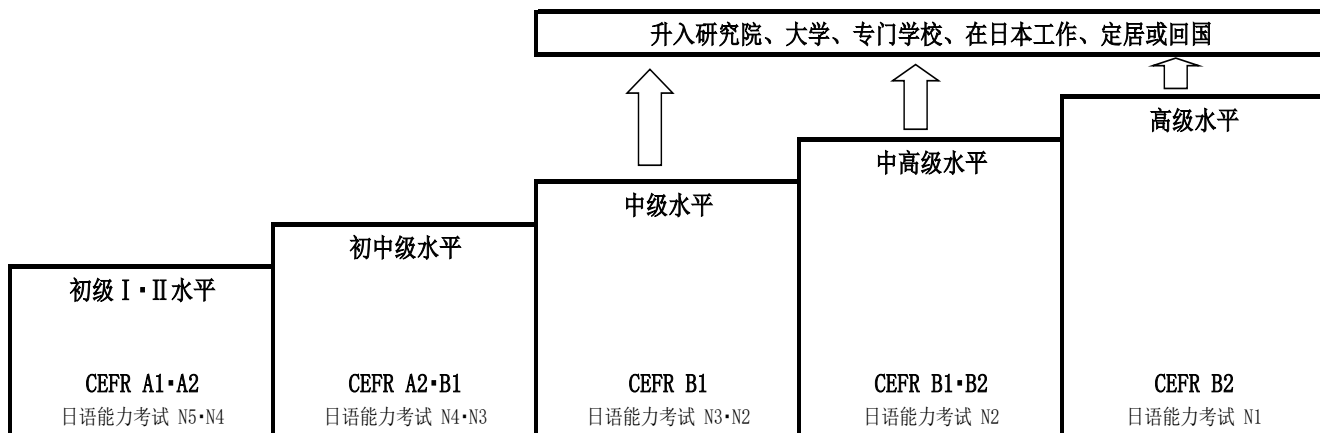 升入研究院、大学、专门学校、在日本工作、定居或回国
高级水平
中高级水平
中级水平
初中级水平
初级Ⅰ·Ⅱ水平
CEFR A1·A2
日语能力考试 N5·N4
CEFR A2·B1
日语能力考试 N4·N3
CEFR B1
日语能力考试 N3·N2
CEFR B1·B2
日语能力考试 N2
CEFR B2
日语能力考试 N1